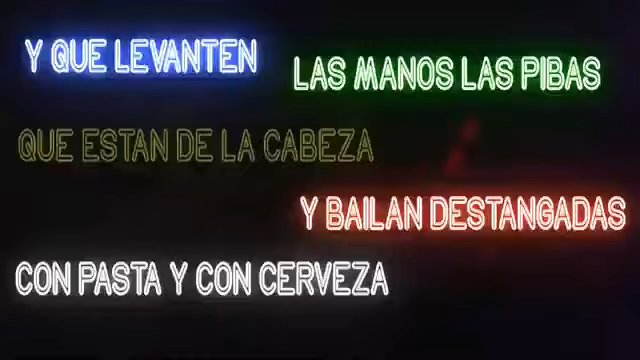 Y QUE LEVANTEN
LAS MANOS LAS PIBAS
QUE ESTAN DE LA CABEZA
Y BAILAN DESTANGADAS
CON PASTA Y CON CERVEZA